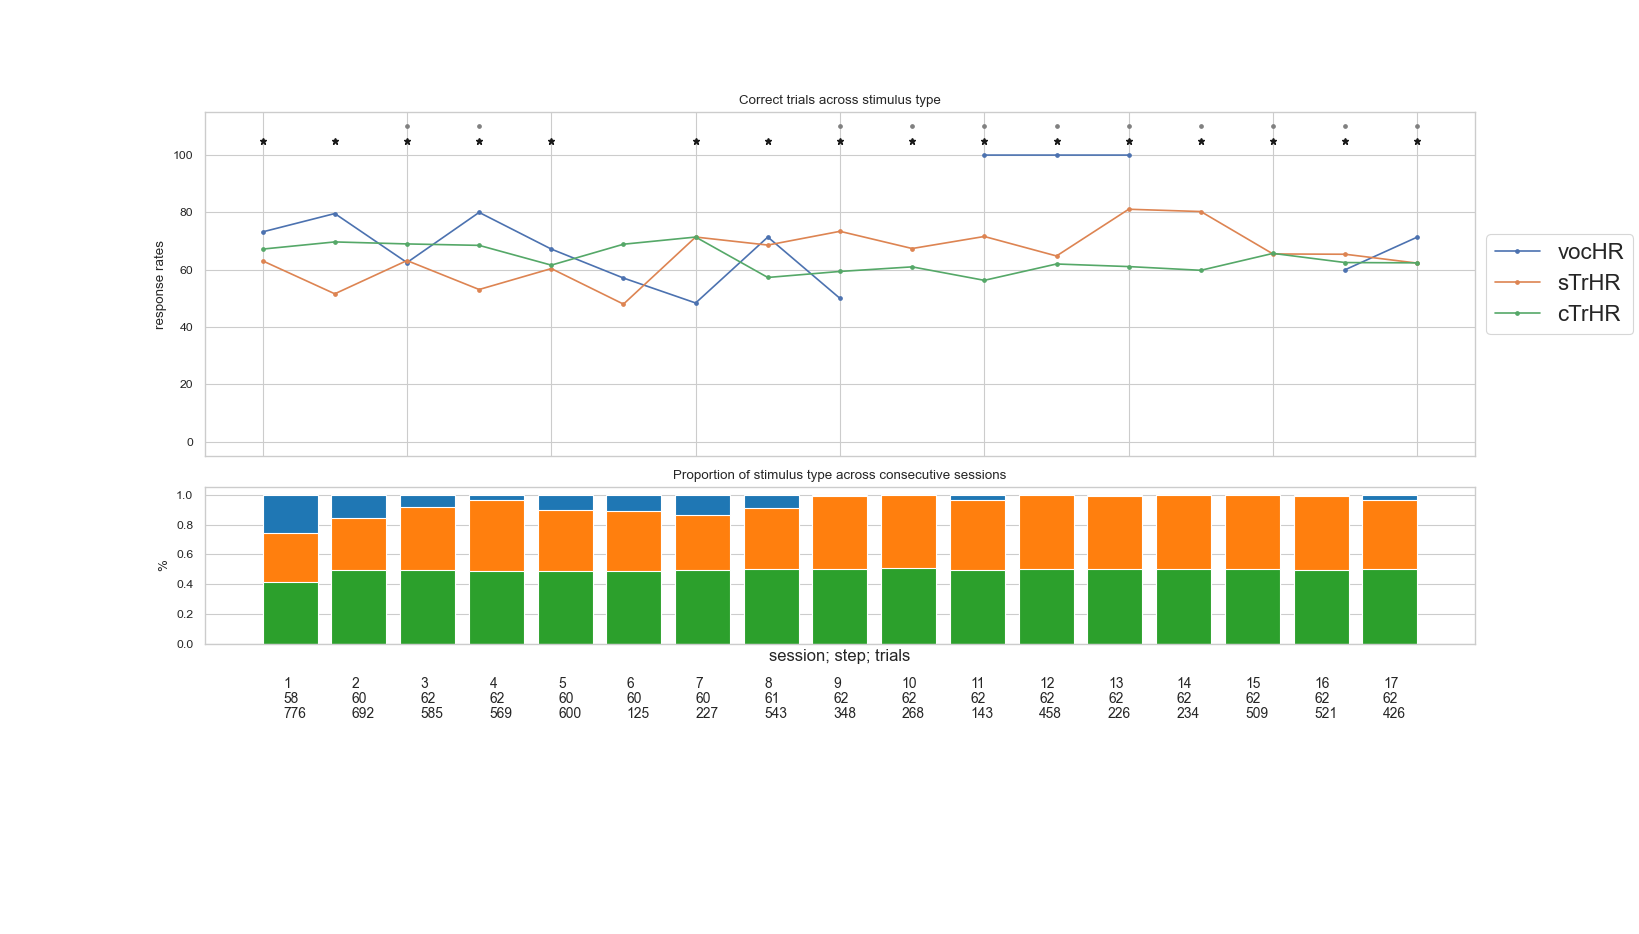 Correct trials across stimulus type
response rates
100
80
60
40
20
0
vocHR
sTrHR
cTrHR
Proportion of stimulus type across consecutive sessions
%
1.0
0.8
0.6
0.4
0.2
0.0
session; step; trials
1 2 3 4 5 6 7 8 9 10 11 12 13 14 15 16 17
58 60 62 62 60 60 60 61 62 62 62 62 62 62 62 62 62
776 692 585 569 600 125 227 543 348 268 143 458 226 234 509 521 426